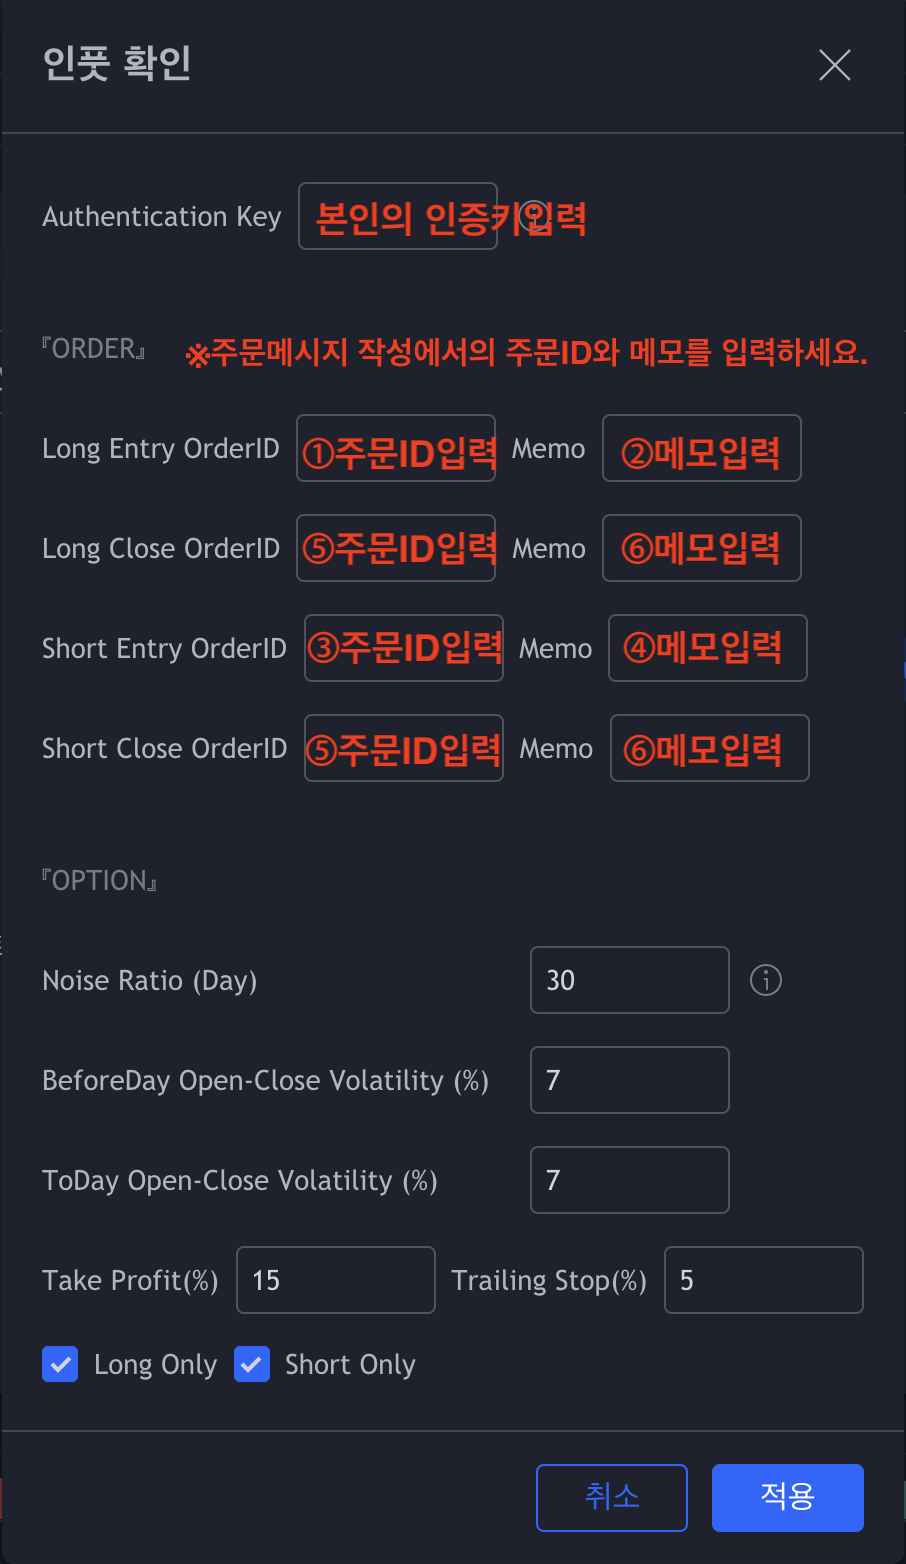 인풋 확인
Authentication Key 본인의 인증키입력
『ORDER』 ※주문메시지 작성에서의 주문ID와 메모를 입력하세요.
Long Entry OrderID ①주문ID입력 Memo ②메모입력
Long Close OrderID ⑤주문ID입력 Memo ⑥메모입력
Short Entry OrderID ③주문ID입력 Memo ④메모입력
Short Close OrderID ⑤주문ID입력 Memo ⑥메모입력
『OPTION』
Noise Ratio (Day) 30
BeforeDay Open-Close Volatility (%) 7
ToDay Open-Close Volatility (%) 7
Take Profit(%) 15 Trailing Stop(%) 5
Long Only Short Only
취소 적용